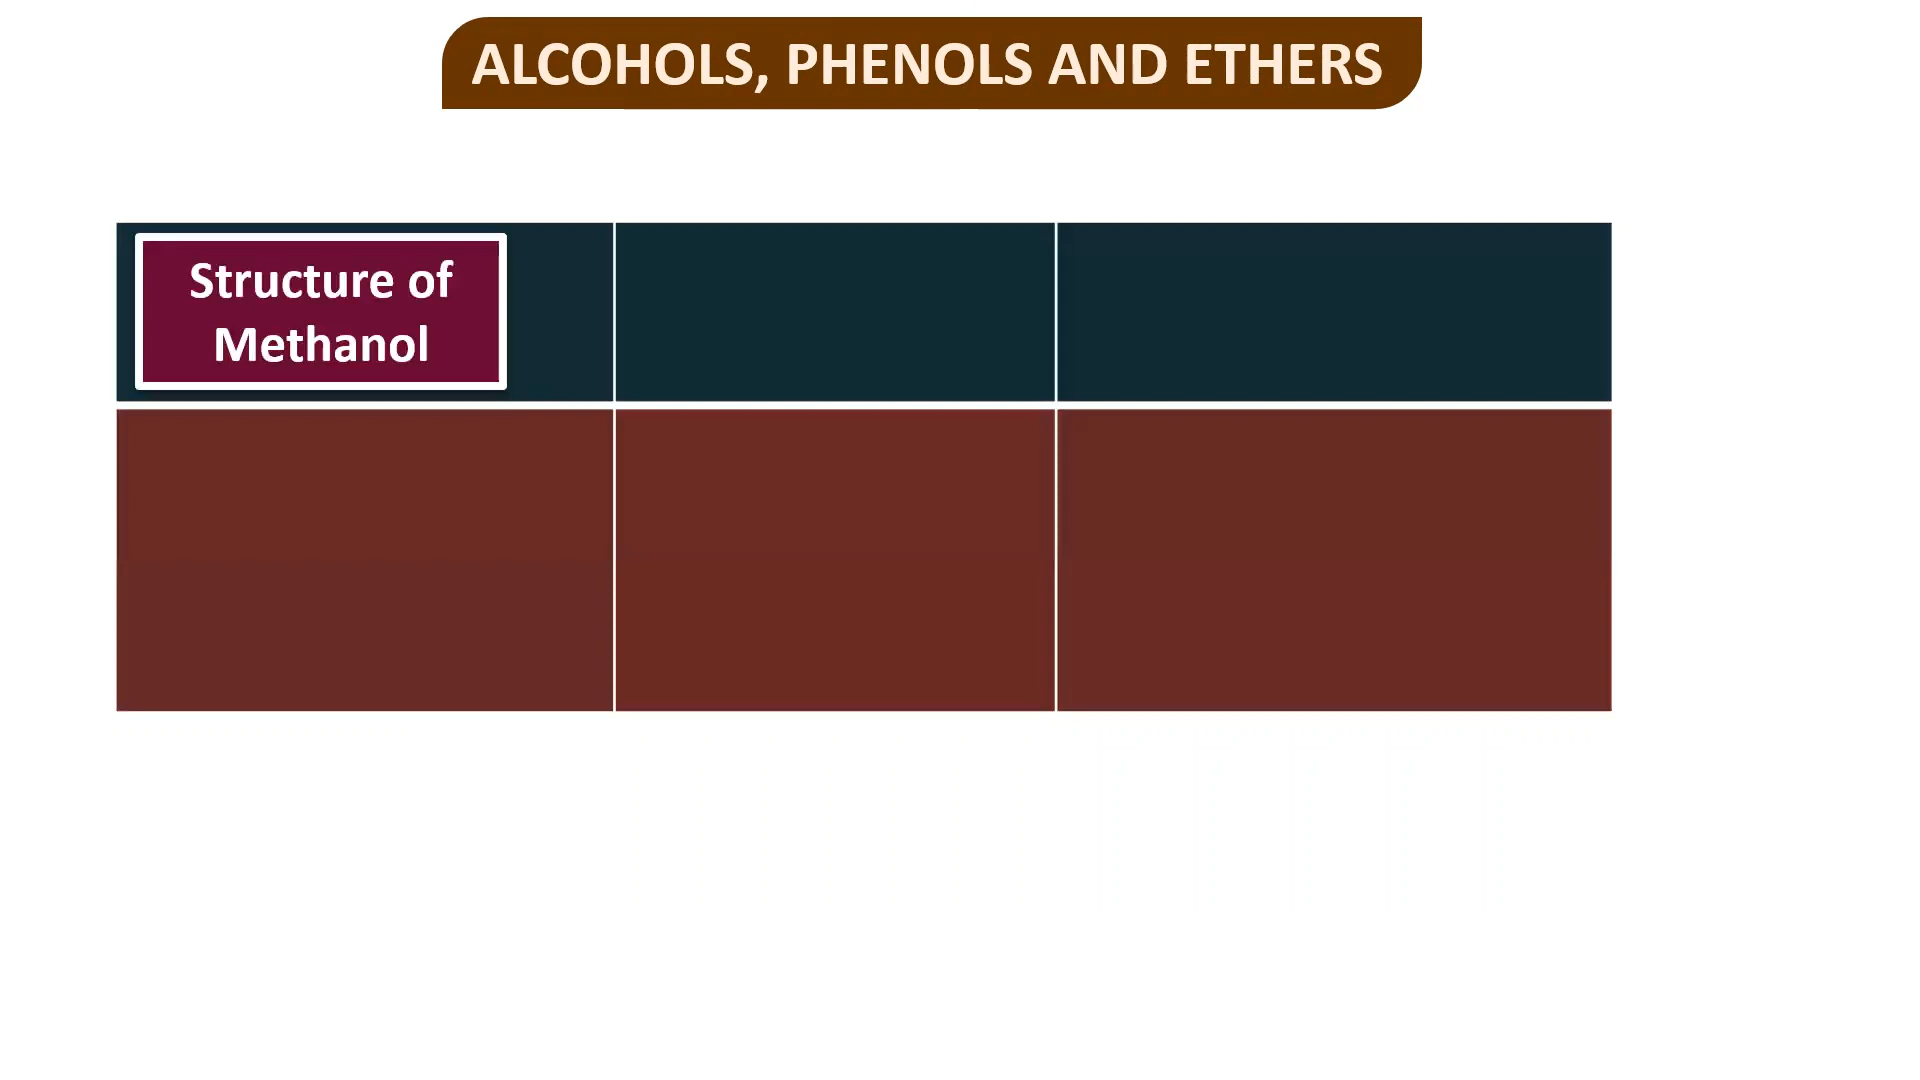 ALCOHOLS, PHENOLS AND ETHERS
Structure of
Methanol